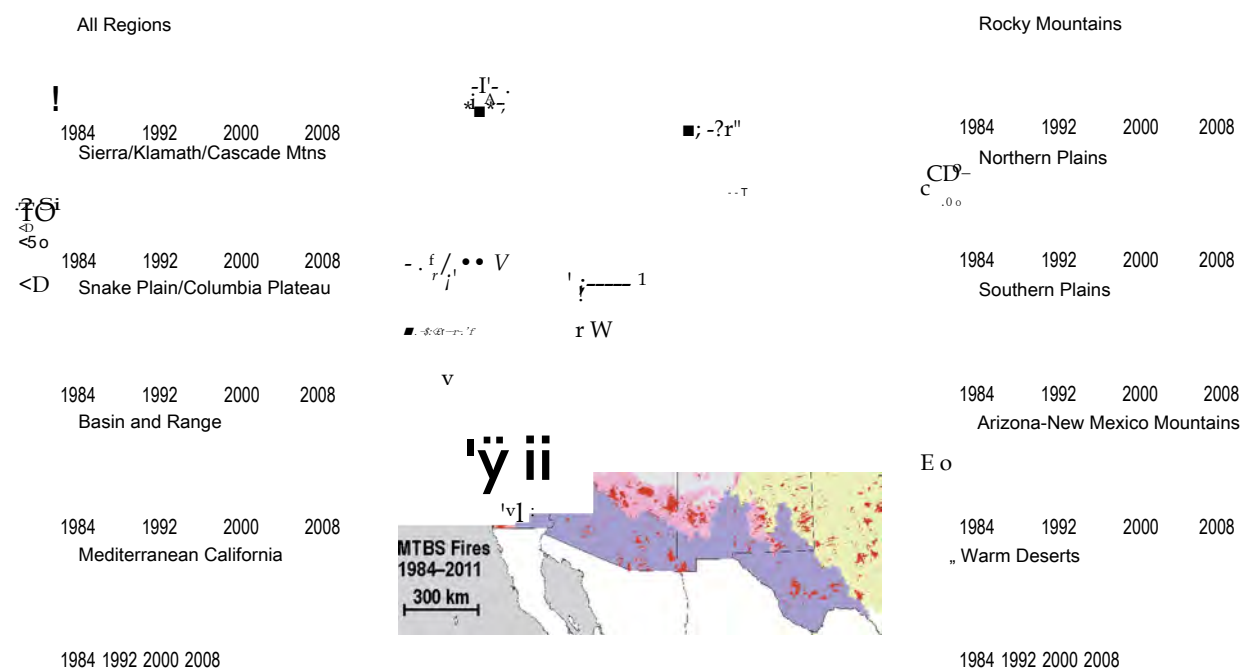 All Regions
1984 1992 2000 2008
Sierra/Klamath/Cascade Mtns
1984 1992 2000 2008
Snake Plain/Columbia Plateau
1984 1992 2000 2008
Basin and Range
1984 1992 2000 2008
Mediterranean California
1984 1992 2000 2008
MTBS Fires
1984–2011
300 km
Rocky Mountains
1984 1992 2000 2008
Northern Plains
1984 1992 2000 2008
Southern Plains
1984 1992 2000 2008
Arizona-New Mexico Mountains
E o
1984 1992 2000 2008
„ Warm Deserts
1984 1992 2000 2008